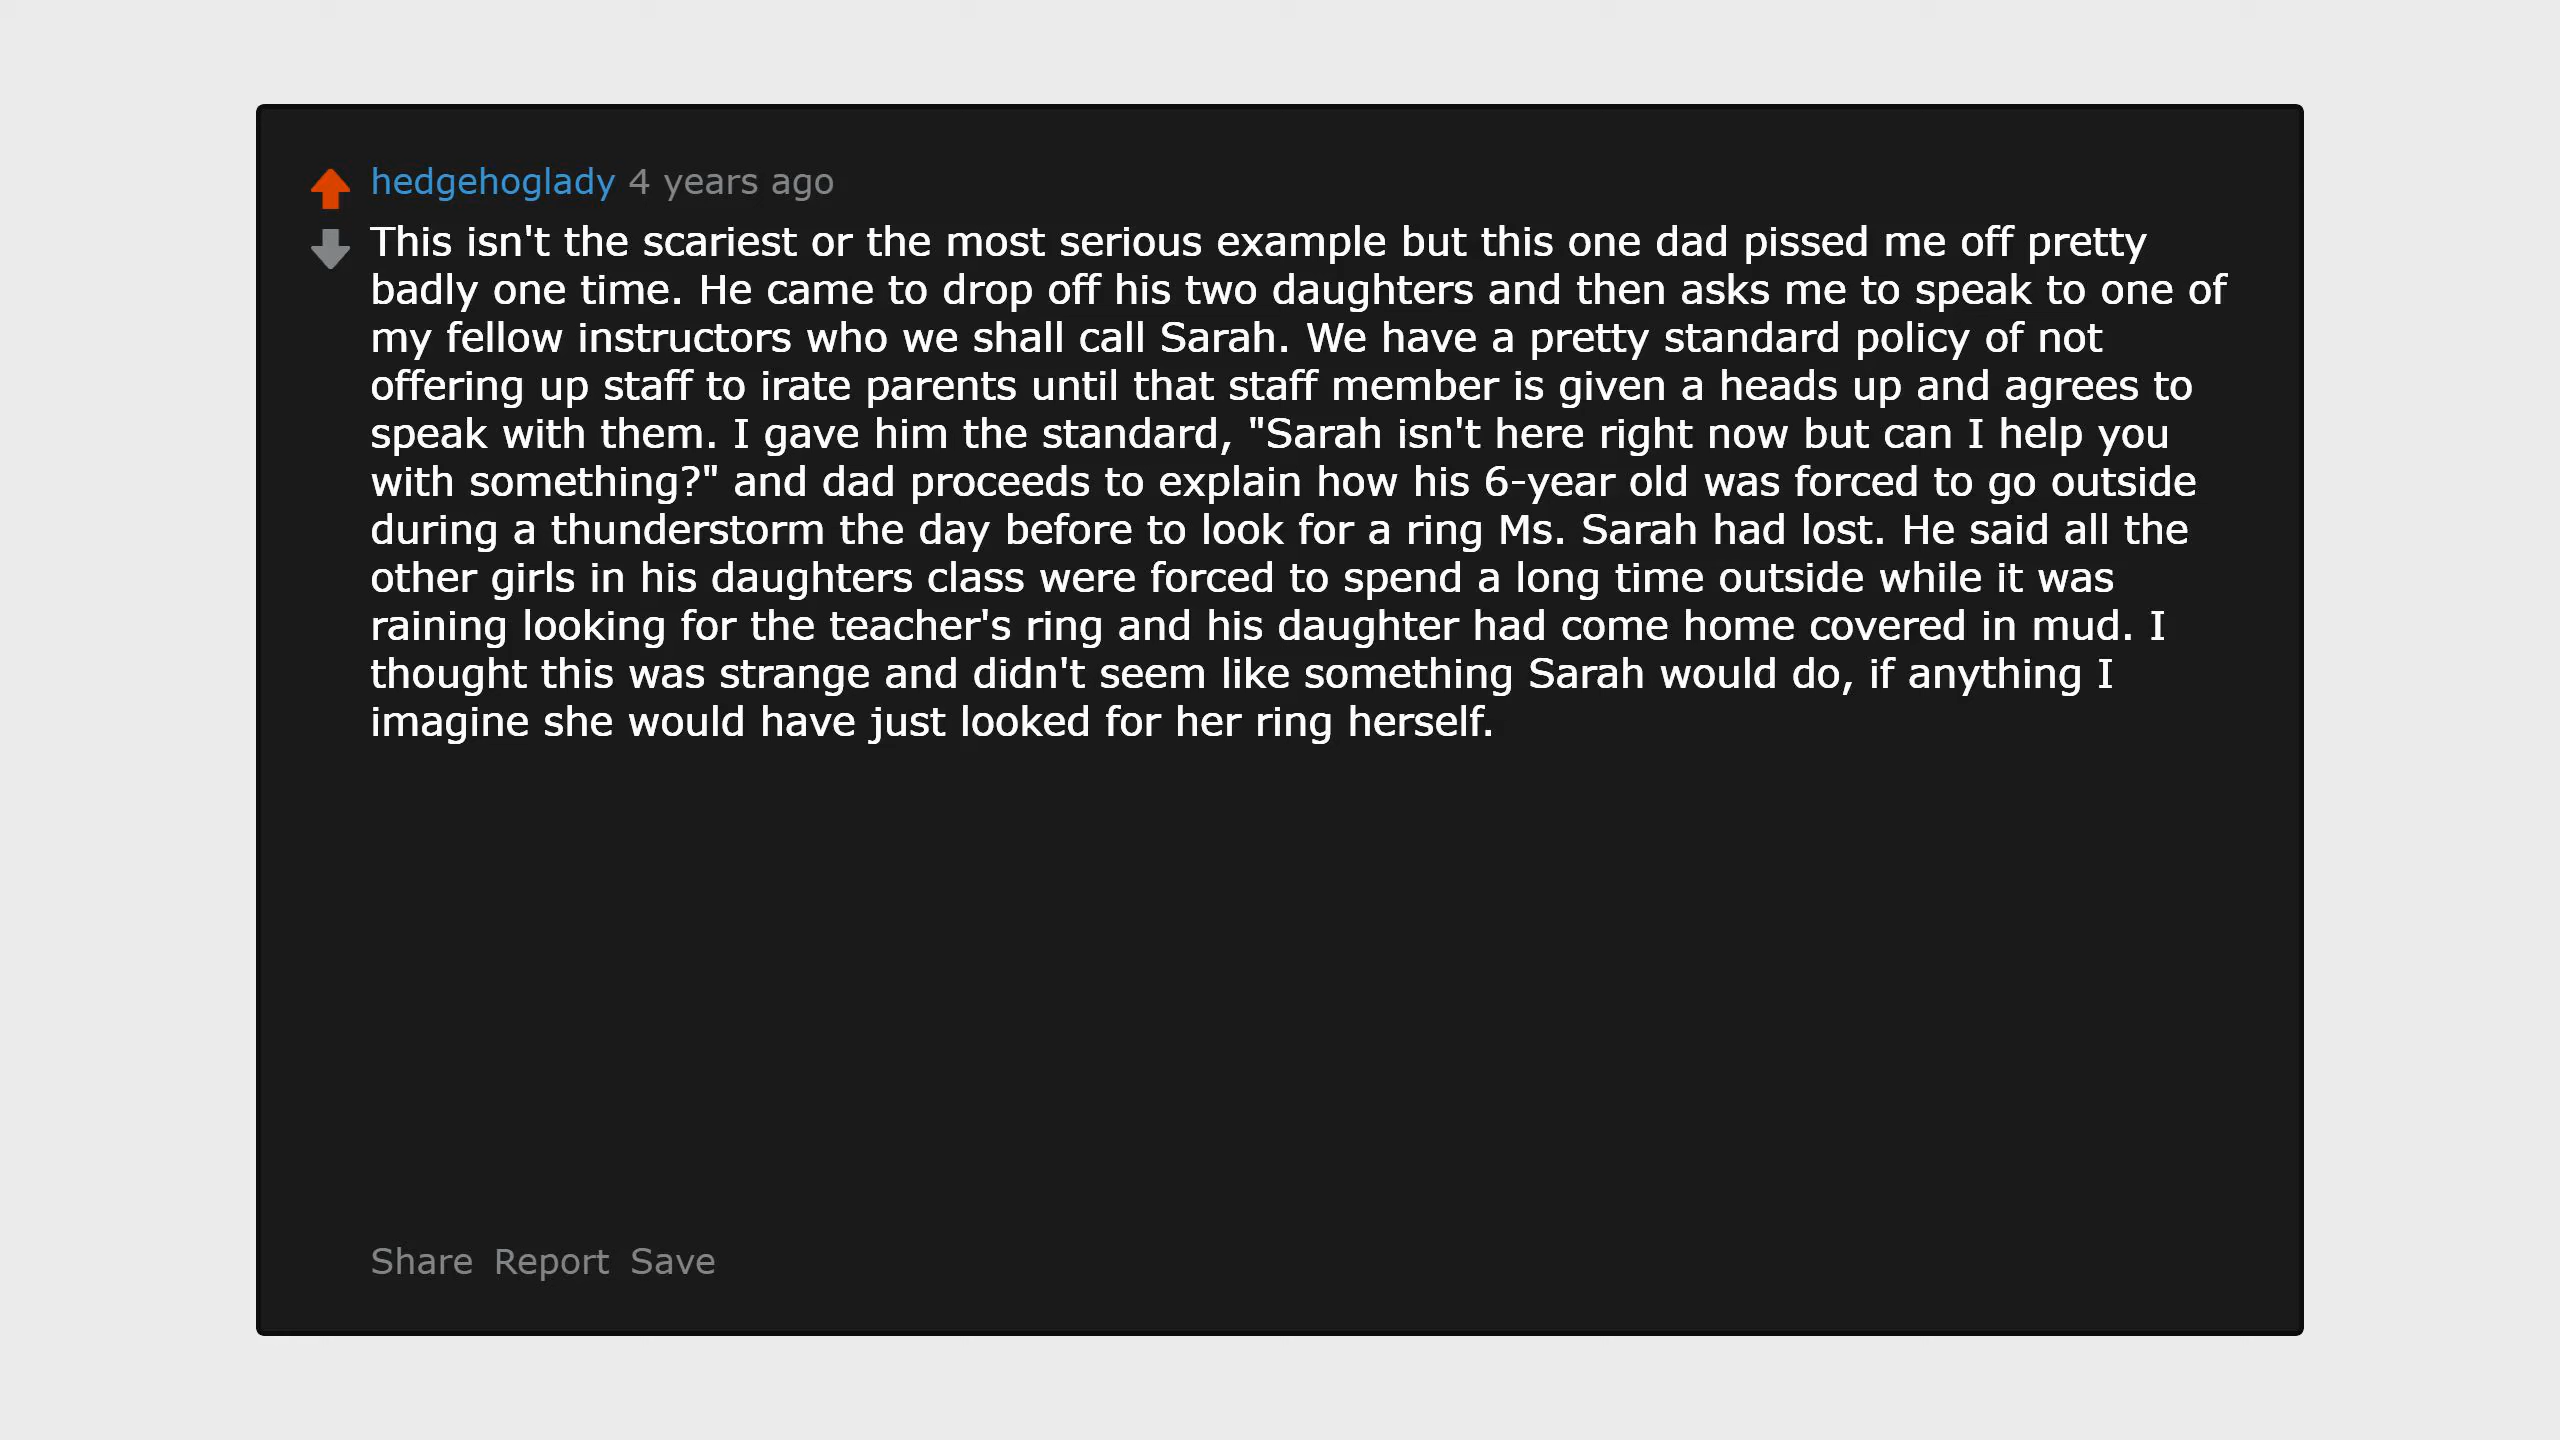 hedgehoglady 4 years ago
This isn't the scariest or the most serious example but this one dad pissed me off pretty
badly one time. He came to drop off his two daughters and then asks me to speak to one of
my fellow instructors who we shall call Sarah. We have a pretty standard policy of not
offering up staff to irate parents until that staff member is given a heads up and agrees to
speak with them. I gave him the standard, "Sarah isn't here right now but can I help you
with something?" and dad proceeds to explain how his 6-year old was forced to go outside
during a thunderstorm the day before to look for a ring Ms. Sarah had lost. He said all the
other girls in his daughters class were forced to spend a long time outside while it was
raining looking for the teacher's ring and his daughter had come home covered in mud. I
thought this was strange and didn't seem like something Sarah would do, if anything I
imagine she would have just looked for her ring herself.
Share Report Save